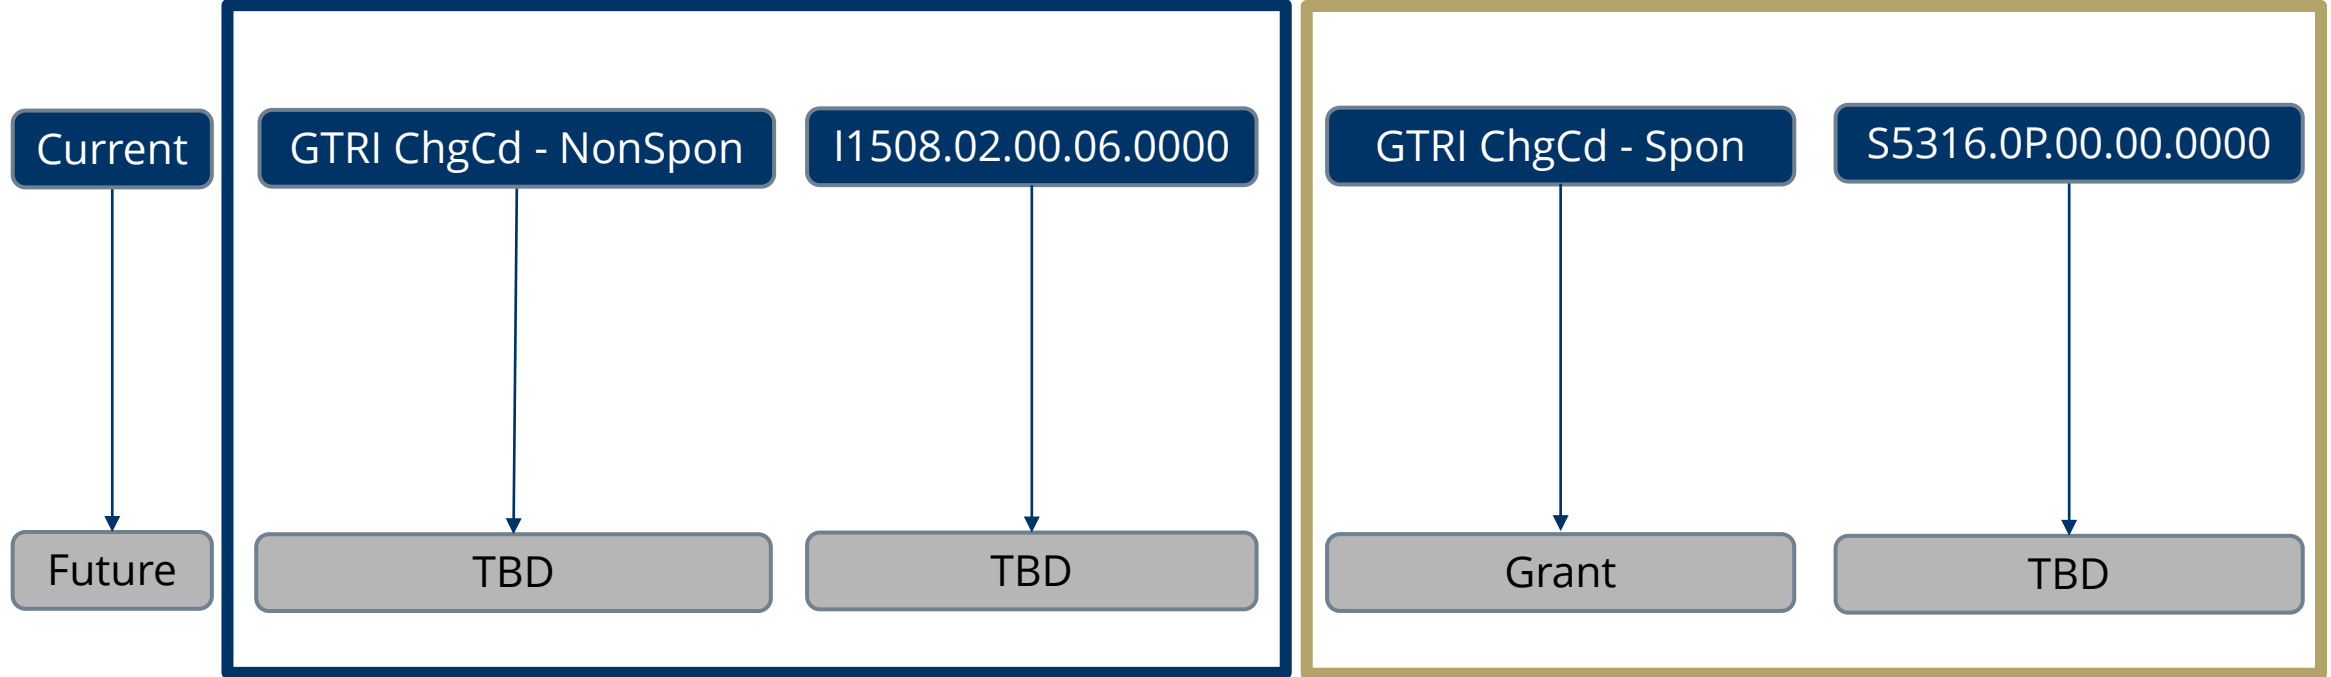 Current
GTRI ChgCd - NonSpon
I1508.02.00.06.0000
GTRI ChgCd - Spon
S5316.0P.00.00.0000
Future
TBD
TBD
Grant
TBD